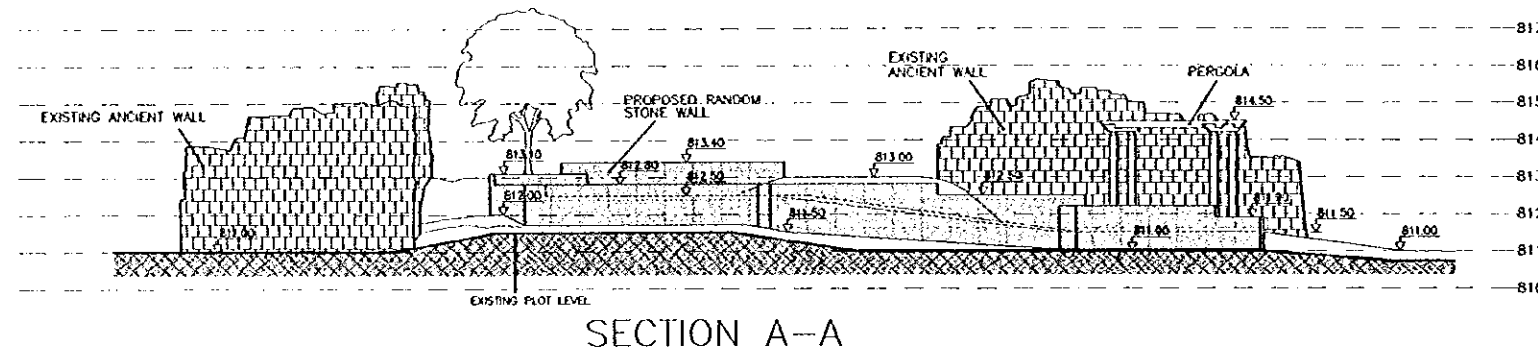 EXISTING
ANCIENT WALL
PERGOLA
814.50
EXISTING ANCIENT WALL
PROPOSED RANDOM
STONE WALL
813.40
813.10
812.80
812.50
813.00
812.50
812.00
811.50
811.00
811.50
811.00
EXISTING PLOT LEVEL
SECTION A-A